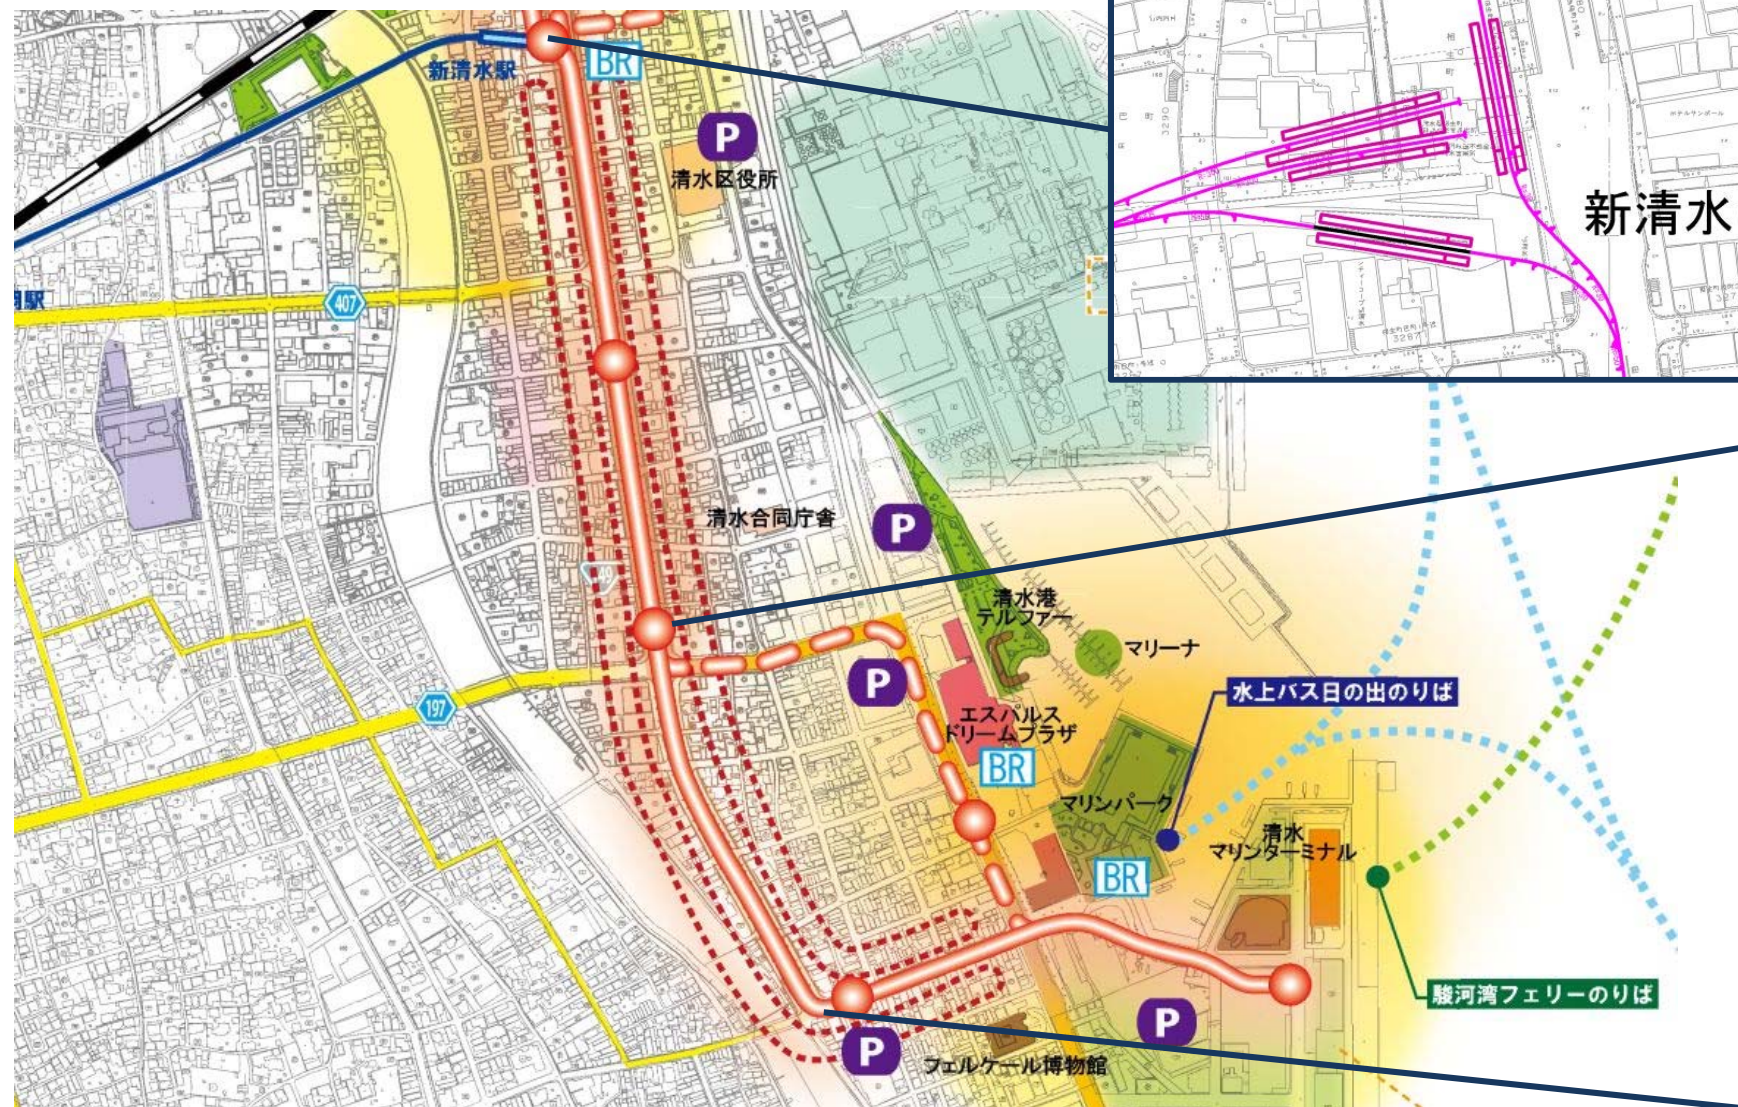 新清水駅
BR
P
清水区役所
新清水
407
清水合同庁舎
P
149
清水港
テルファー
マリーナ
P
197
水上バス日の出のりば
エスパルス
ドリームプラザ
BR
マリンパーク
清水
マリンターミナル
BR
駿河湾フェリーのりば
P
P
フェルケール博物館